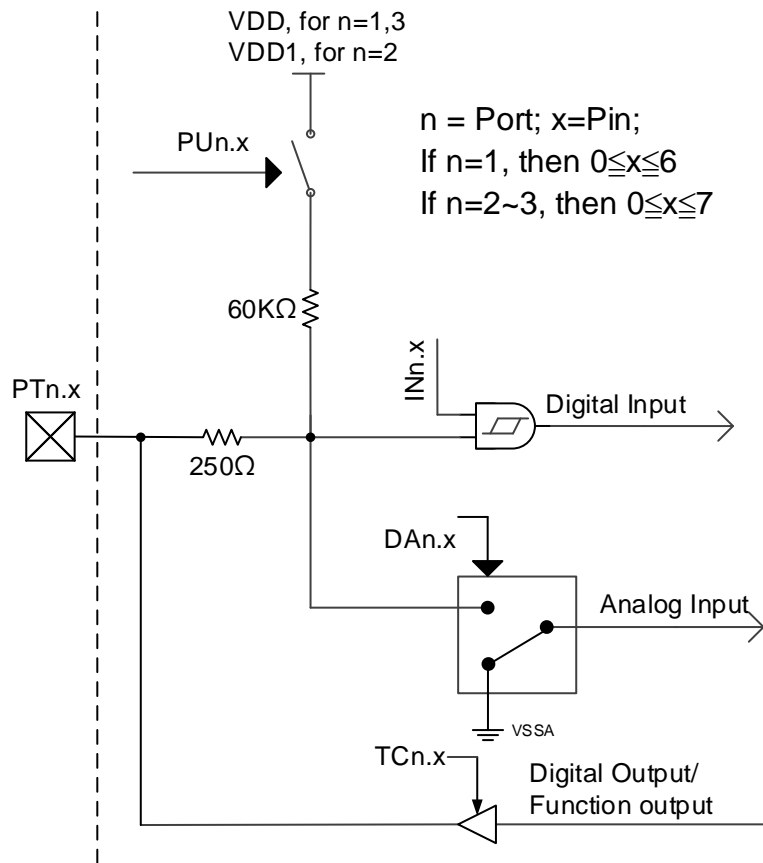 VDD, for n=1,3
VDD1, for n=2
n = Port; x=Pin;
If n=1, then 0≦x≦6
If n=2~3, then 0≦x≦7
PUn.x
60KΩ
PTn.x
250Ω
INn.x
Digital Input
DAn.x
Analog Input
VSSA
TCn.x
Digital Output/
Function output